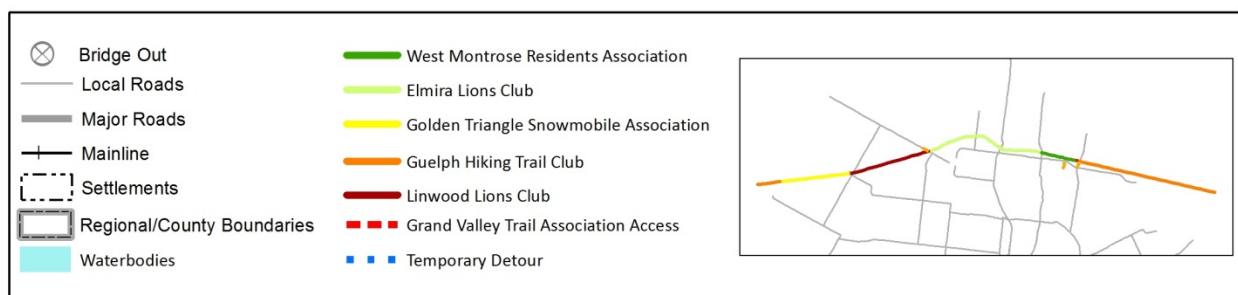 Bridge Out
Local Roads
Major Roads
Mainline
Settlements
Regional/County Boundaries
Waterbodies
West Montrose Residents Association
Elmira Lions Club
Golden Triangle Snowmobile Association
Guelph Hiking Trail Club
Linwood Lions Club
Grand Valley Trail Association Access
Temporary Detour